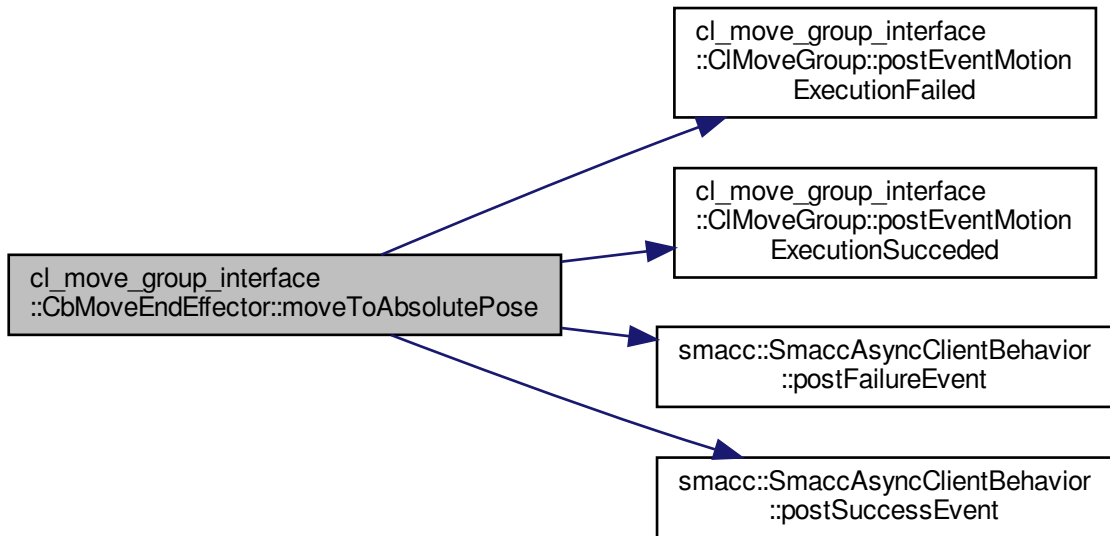 cl_move_group_interface
::ClMoveGroup::postEventMotion
ExecutionFailed
cl_move_group_interface
::ClMoveGroup::postEventMotion
ExecutionSucceded
cl_move_group_interface
::CbMoveEndEffector::moveToAbsolutePose
smacc::SmaccAsyncClientBehavior
::postFailureEvent
smacc::SmaccAsyncClientBehavior
::postSuccessEvent